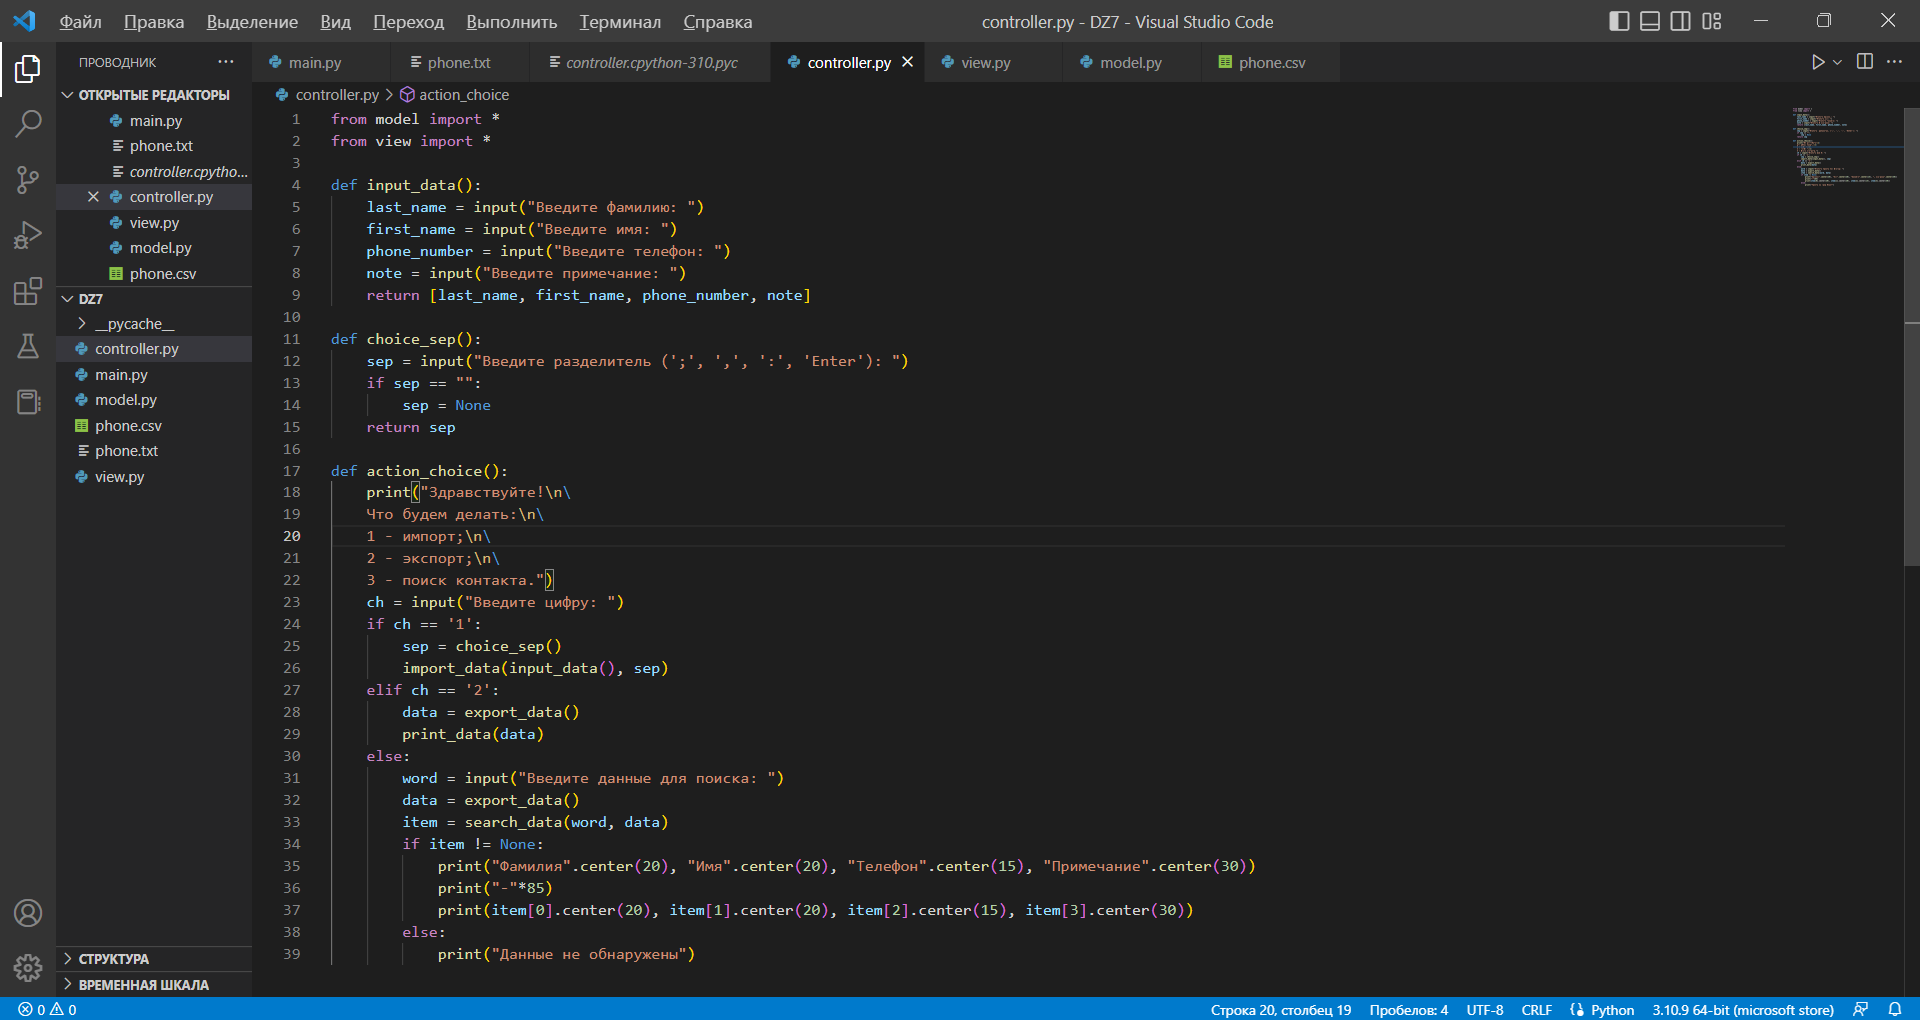 Файл Правка Выделение Вид Переход Выполнить Терминал Справка
controller.py - DZ7 - Visual Studio Code
ПРОВОДНИК ...
ОТКРЫТЫЕ РЕДАКТОРЫ
main.py
phone.txt
controller.cpytho...
controller.py
view.py
model.py
phone.csv
DZ7
__pycache__
controller.py
main.py
model.py
phone.csv
phone.txt
view.py
СТРУКТУРА
ВРЕМЕННАЯ ШКАЛА
main.py phone.txt controller.cpython-310.pyc controller.py view.py model.py phone.csv
controller.py > action_choice
1 from model import *
2 from view import *
3
4 def input_data():
5     last_name = input("Введите фамилию: ")
6     first_name = input("Введите имя: ")
7     phone_number = input("Введите телефон: ")
8     note = input("Введите примечание: ")
9     return [last_name, first_name, phone_number, note]
10
11 def choice_sep():
12     sep = input("Введите разделитель (';', ',', ':', 'Enter'): ")
13     if sep == "":
14         sep = None
15     return sep
16
17 def action_choice():
18     print("Здравствуйте!\n\
19     Что будем делать:\n\
20     1 - импорт;\n\
21     2 - экспорт;\n\
22     3 - поиск контакта.")
23     ch = input("Введите цифру: ")
24     if ch == '1':
25         sep = choice_sep()
26         import_data(input_data(), sep)
27     elif ch == '2':
28         data = export_data()
29         print_data(data)
30     else:
31         word = input("Введите данные для поиска: ")
32         data = export_data()
33         item = search_data(word, data)
34         if item != None:
35             print("Фамилия".center(20), "Имя".center(20), "Телефон".center(15), "Примечание".center(30))
36             print("-"*85)
37             print(item[0].center(20), item[1].center(20), item[2].center(15), item[3].center(30))
38         else:
39             print("Данные не обнаружены")
0 0 Строка 20, столбец 19 Пробелов: 4 UTF-8 CRLF Python 3.10.9 64-bit (microsoft store)